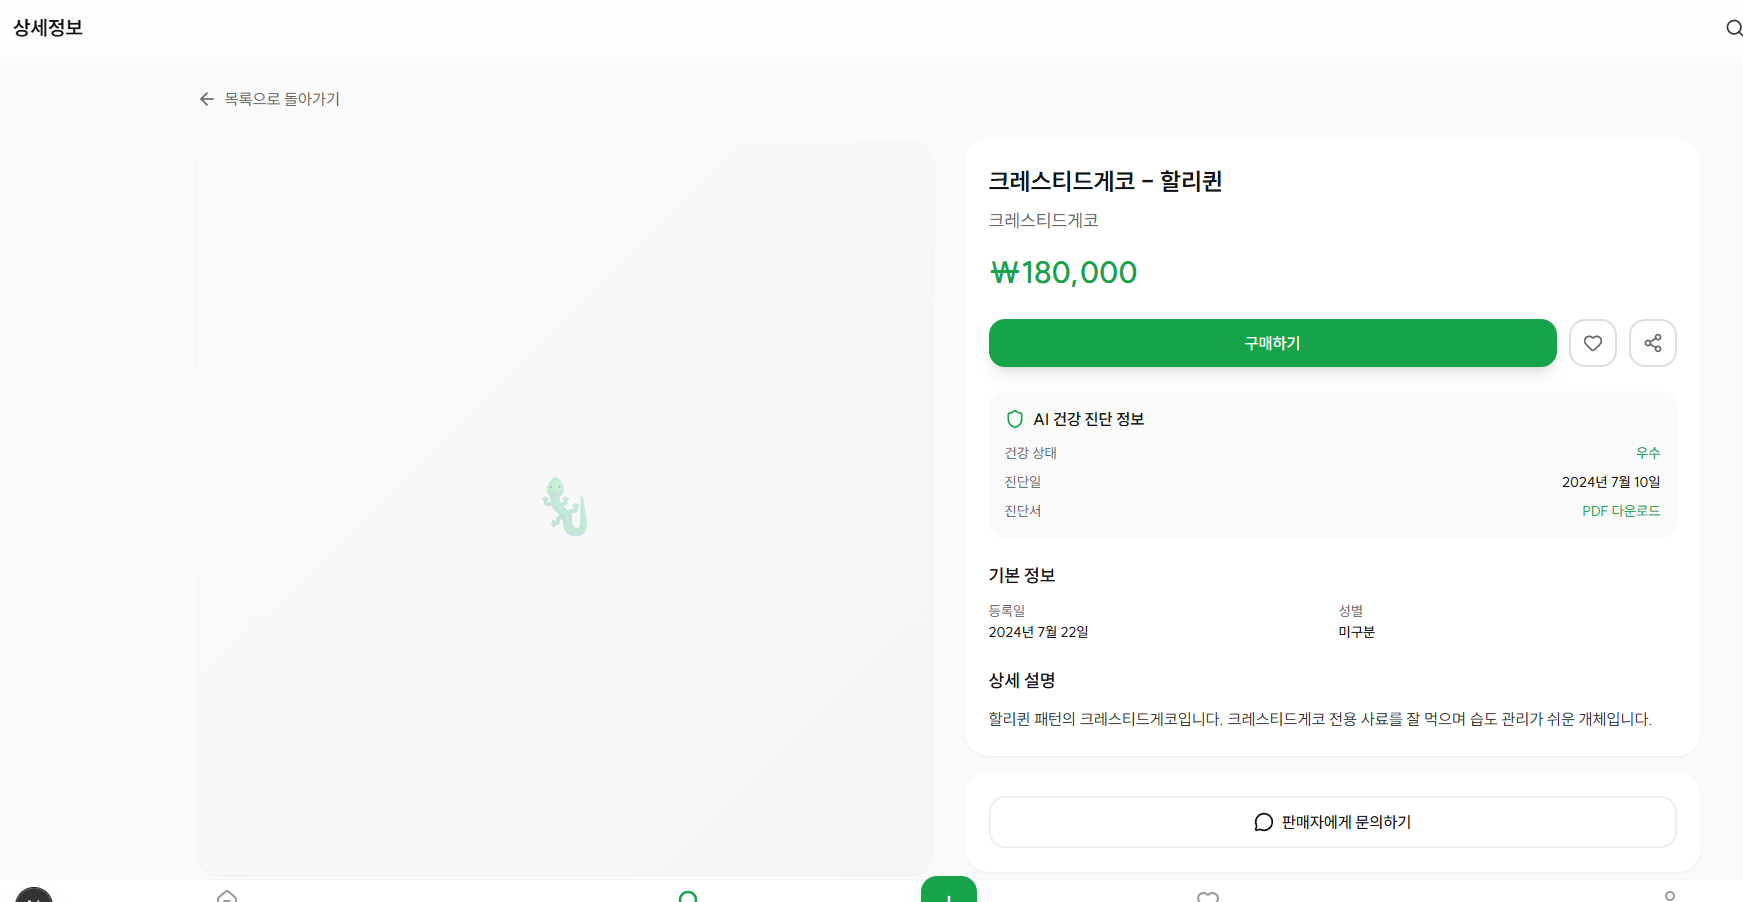 상세정보
목록으로 돌아가기
크레스티드게코 - 할리퀸
크레스티드게코
₩180,000
구매하기
AI 건강 진단 정보
건강 상태
우수
진단일
2024년 7월 10일
진단서
PDF 다운로드
기본 정보
등록일
성별
2024년 7월 22일
미구분
상세 설명
할리퀸 패턴의 크레스티드게코입니다. 크레스티드게코 전용 사료를 잘 먹으며 습도 관리가 쉬운 개체입니다.
판매자에게 문의하기